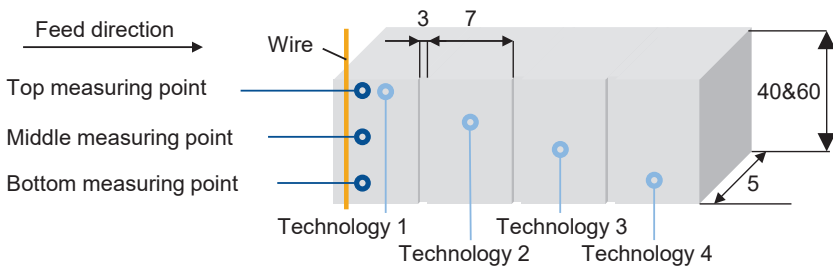 Feed direction
3
7
Wire
Top measuring point
40&60
Middle measuring point
Bottom measuring point
5
Technology 1
Technology 3
Technology 2
Technology 4